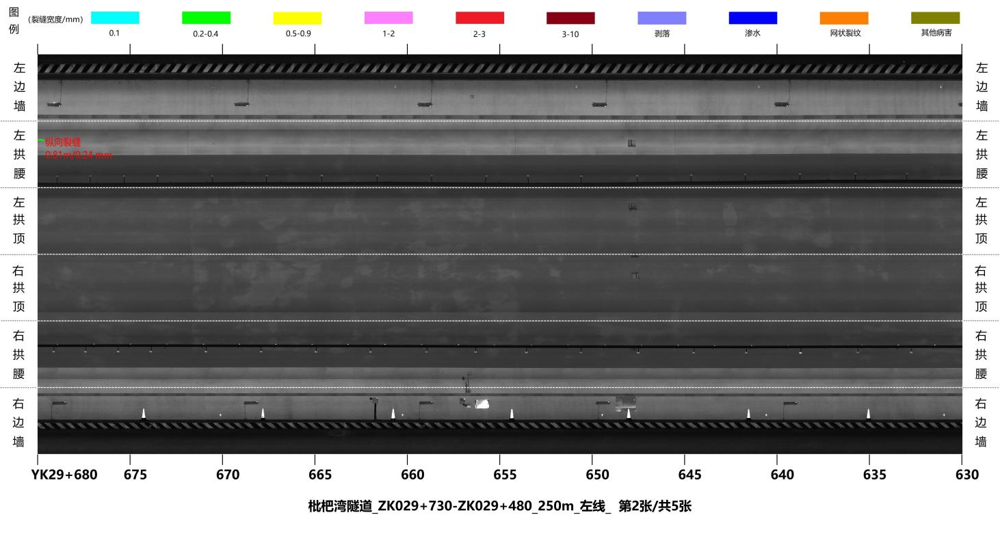 图例 (裂缝宽度/mm)
0.1 0.2-0.4 0.5-0.9 1-2 2-3 3-10 剥落 渗水 网状裂纹 其他病害
左边墙 左边墙
左拱腰 左拱腰
纵向裂缝
0.81m/0.24 mm
左拱顶 左拱顶
右拱顶 右拱顶
右拱腰 右拱腰
右边墙 右边墙
YK29+680 675 670 665 660 655 650 645 640 635 630
枇杷湾隧道_ZK029+730-ZK029+480_250m_左线_ 第2张/共5张